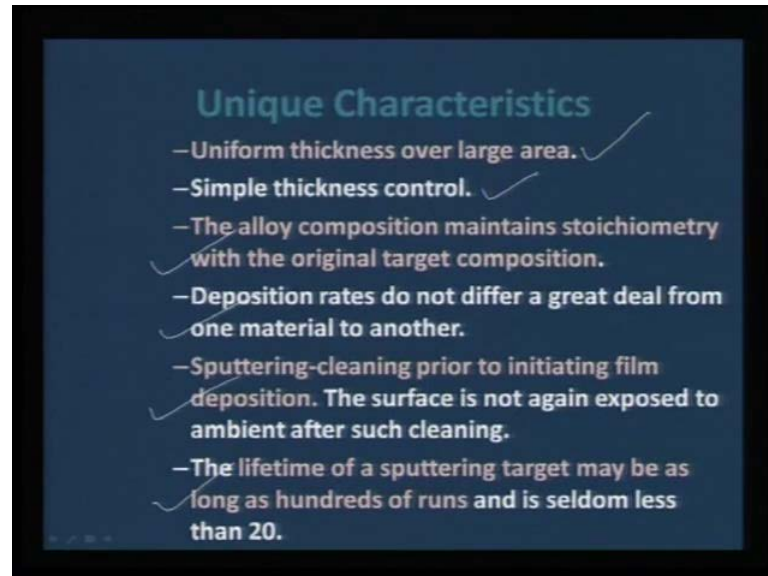 Unique Characteristics
–Uniform thickness over large area.
–Simple thickness control.
–The alloy composition maintains stoichiometry
with the original target composition.
–Deposition rates do not differ a great deal from
one material to another.
–Sputtering-cleaning prior to initiating film
deposition. The surface is not again exposed to
ambient after such cleaning.
–The lifetime of a sputtering target may be as
long as hundreds of runs and is seldom less
than 20.